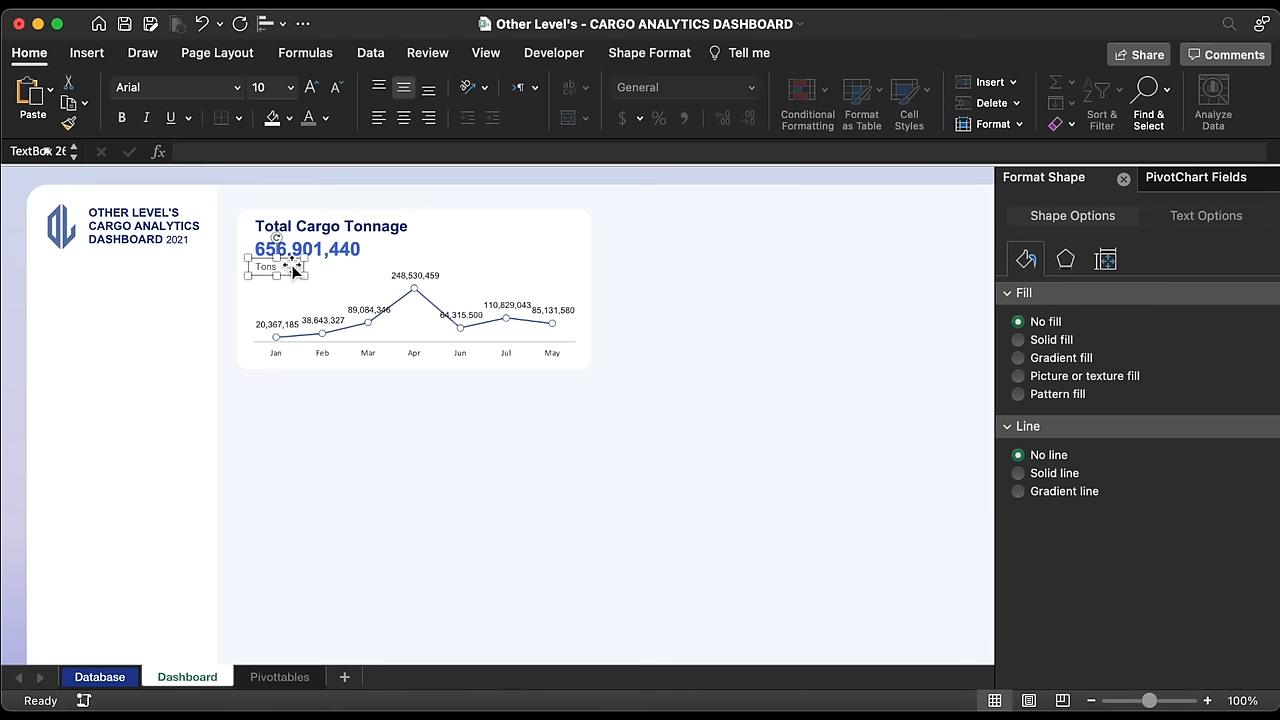 Other Level's - CARGO ANALYTICS DASHBOARD
Home Insert Draw Page Layout Formulas Data Review View Developer Shape Format Tell me Share Comments
Paste Arial 10 General Conditional Formatting Format as Table Cell Styles Insert Delete Format Sort & Filter Find & Select Analyze Data
B I U A $ % 9
TextBox 26 fx
OTHER LEVEL'S
CARGO ANALYTICS
DASHBOARD 2021
Total Cargo Tonnage
656,901,440
Tons
248,530,459
20,367,185 38,643,327 89,084,346 64,315,500 110,829,043 85,131,580
Jan Feb Mar Apr Jun Jul May
Format Shape PivotChart Fields
Shape Options Text Options
Fill
No fill
Solid fill
Gradient fill
Picture or texture fill
Pattern fill
Line
No line
Solid line
Gradient line
Database Dashboard Pivottables +
Ready 100%